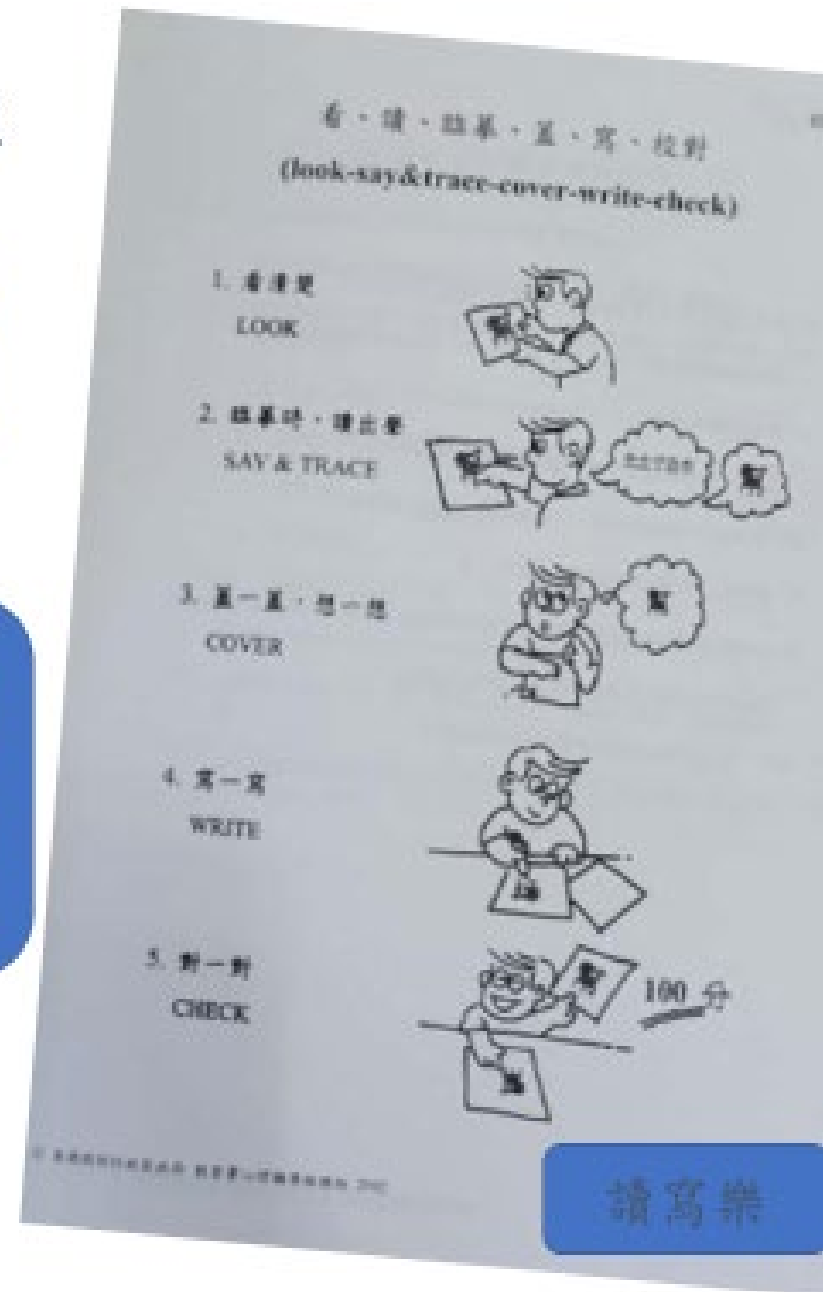 看、讀、臨摹、蓋、寫、校對
(look-say&trace-cover-write-check)
1. 看清楚
LOOK
2. 臨摹時,讀出聲
SAY & TRACE
3. 蓋一蓋,想一想
COVER
4. 寫一寫
WRITE
5. 對一對
CHECK
100 分
讀寫樂